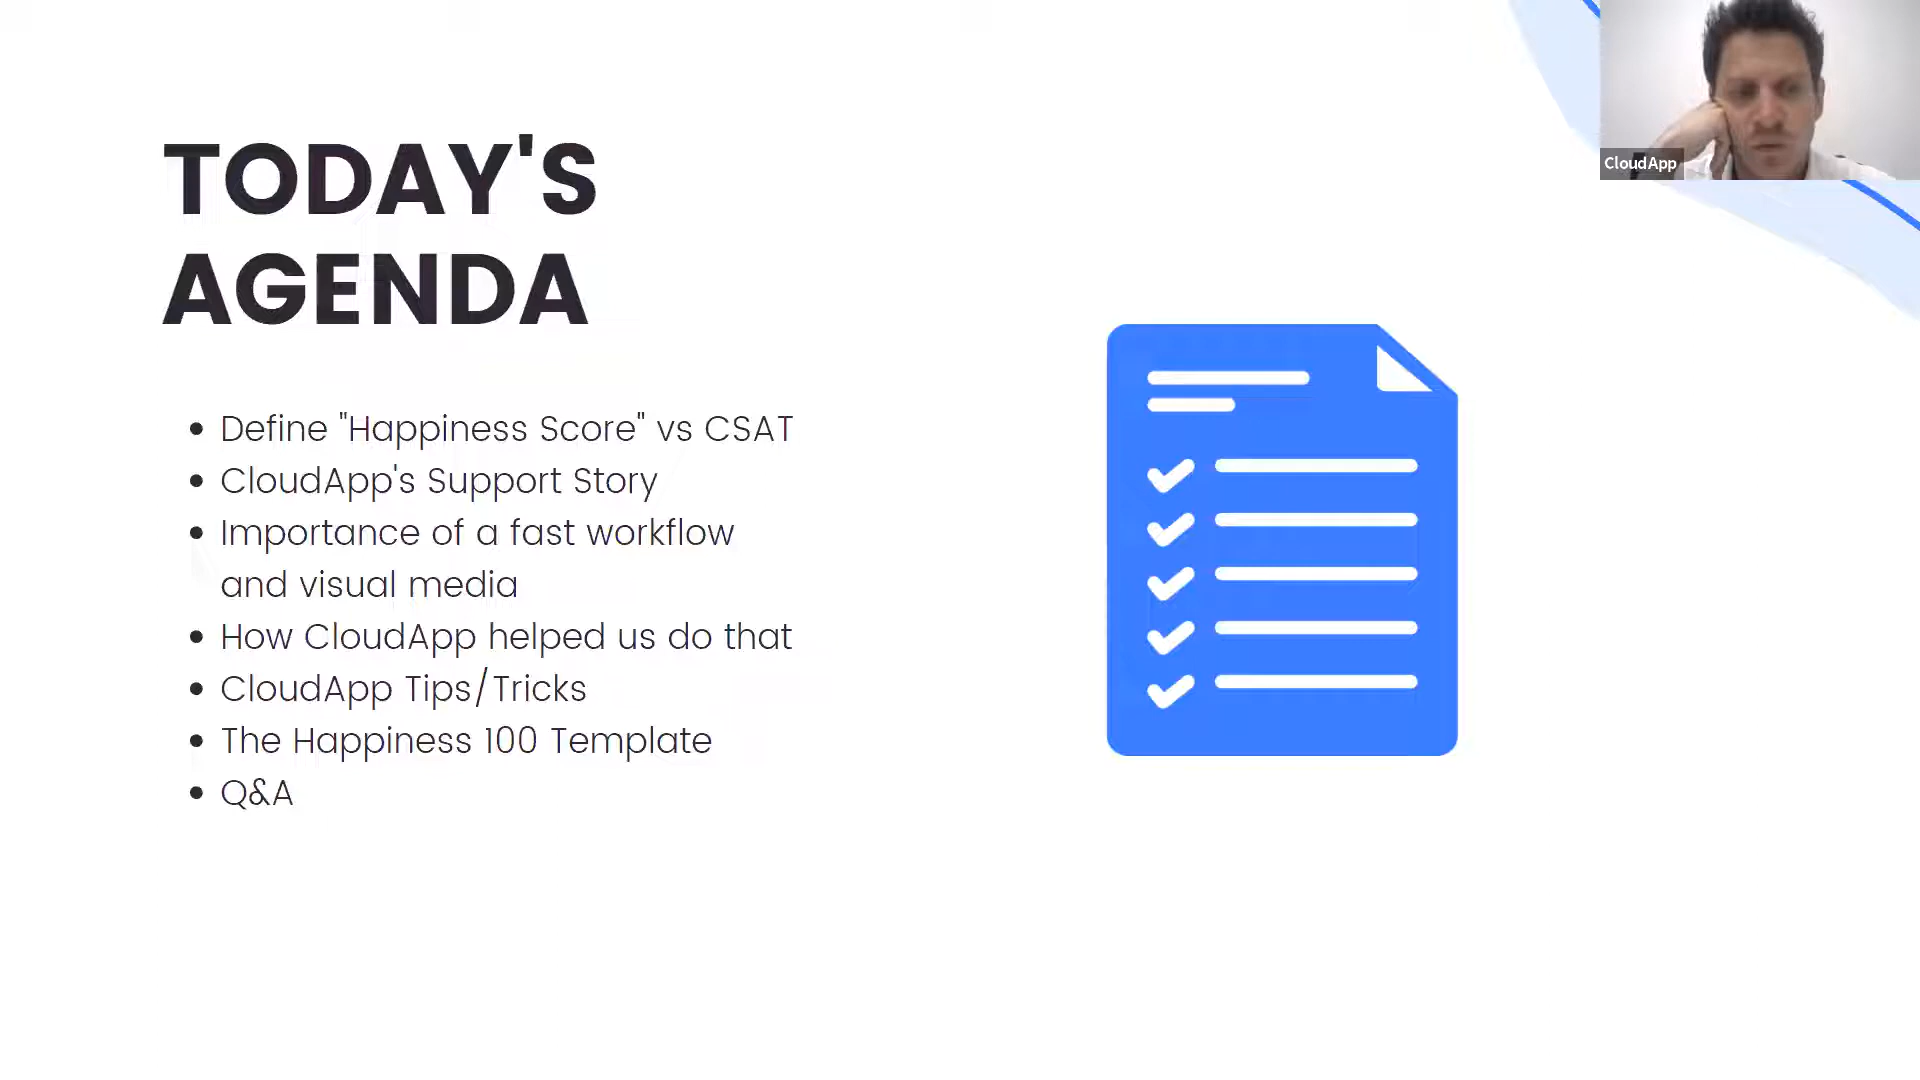 CloudApp
TODAY'S
AGENDA
• Define "Happiness Score" vs CSAT
• CloudApp's Support Story
• Importance of a fast workflow
and visual media
• How CloudApp helped us do that
• CloudApp Tips/Tricks
• The Happiness 100 Template
• Q&A